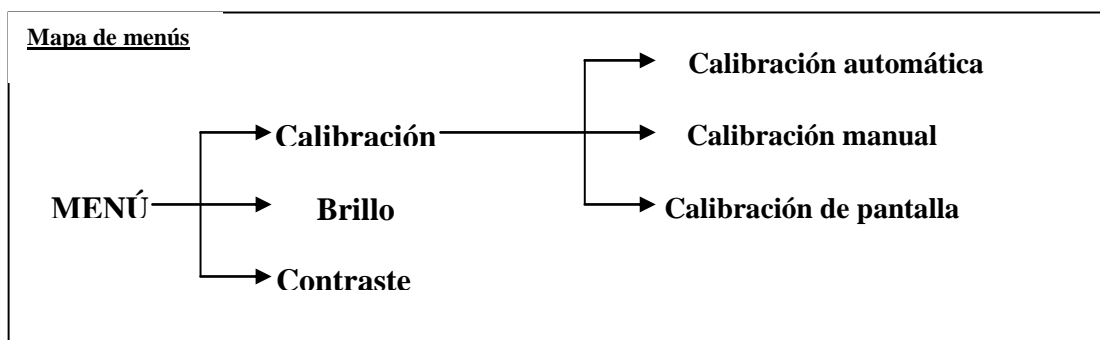 Mapa de menús
Calibración automática
Calibración
Calibración manual
MENÚ
Brillo
Calibración de pantalla
Contraste